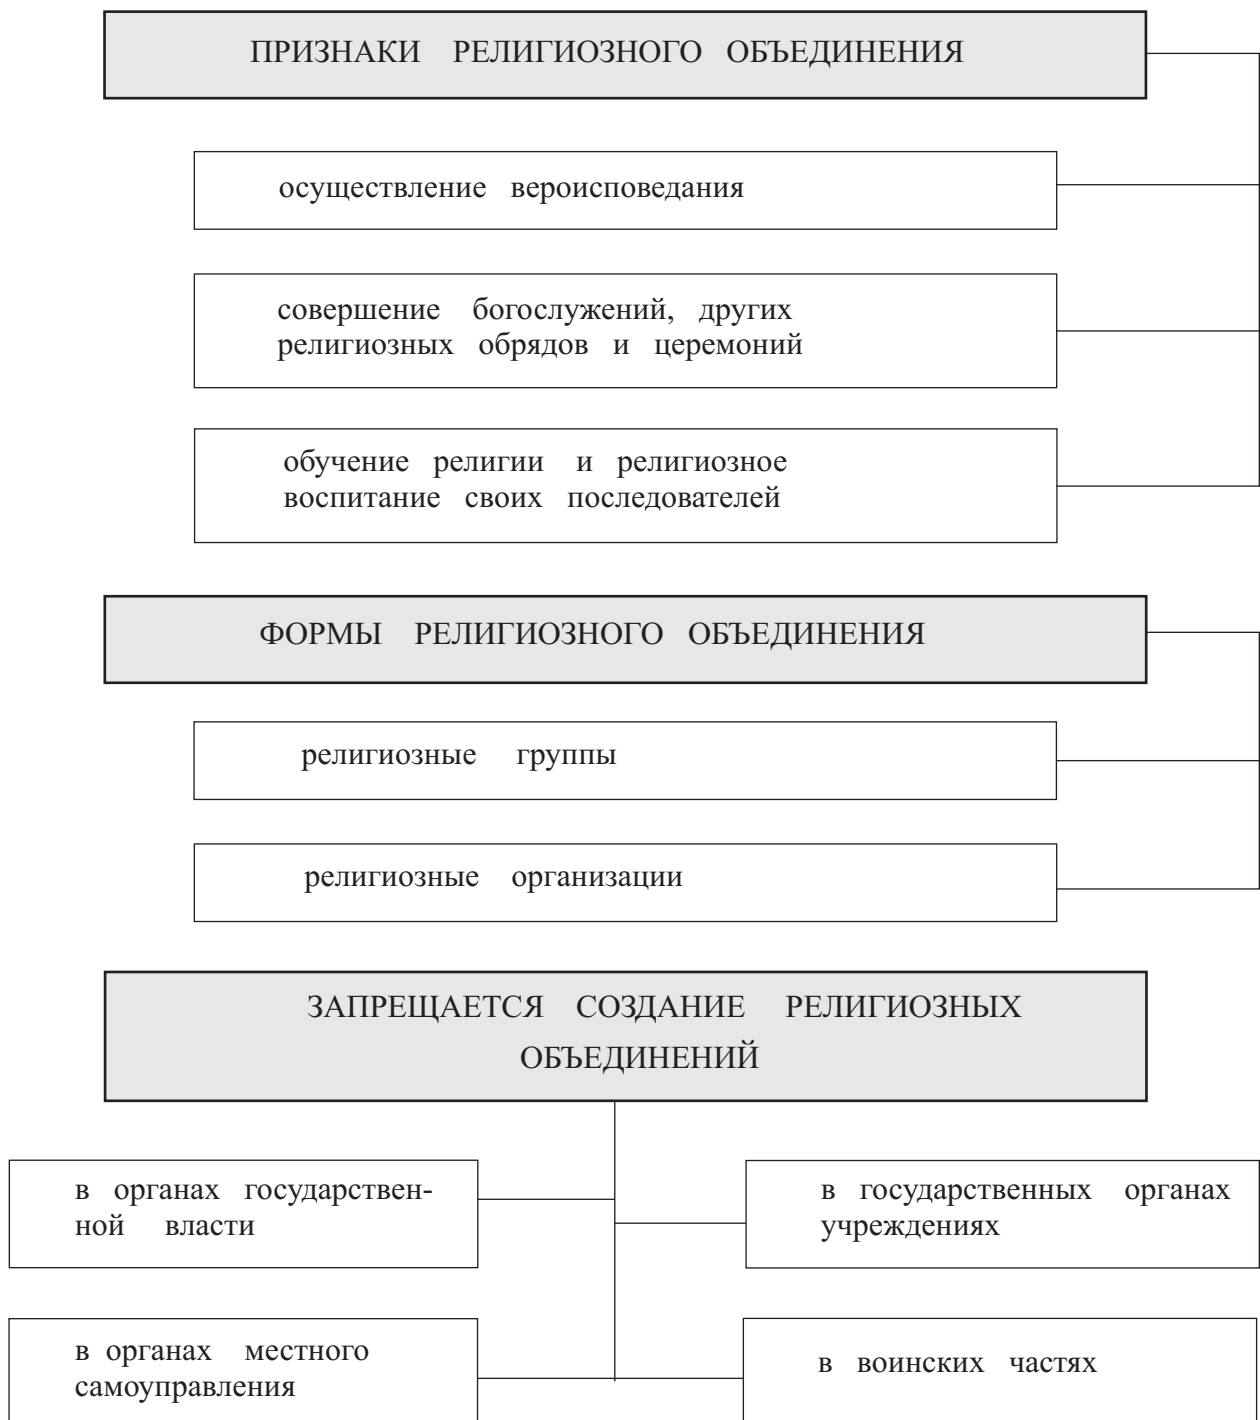 ПРИЗНАКИ РЕЛИГИОЗНОГО ОБЪЕДИНЕНИЯ
осуществление вероисповедания
совершение богослужений, других
религиозных обрядов и церемоний
обучение религии и религиозное
воспитание своих последователей
ФОРМЫ РЕЛИГИОЗНОГО ОБЪЕДИНЕНИЯ
религиозные группы
религиозные организации
ЗАПРЕЩАЕТСЯ СОЗДАНИЕ РЕЛИГИОЗНЫХ
ОБЪЕДИНЕНИЙ
в органах государствен-
ной власти
в государственных органах
учреждениях
в органах местного
самоуправления
в воинских частях